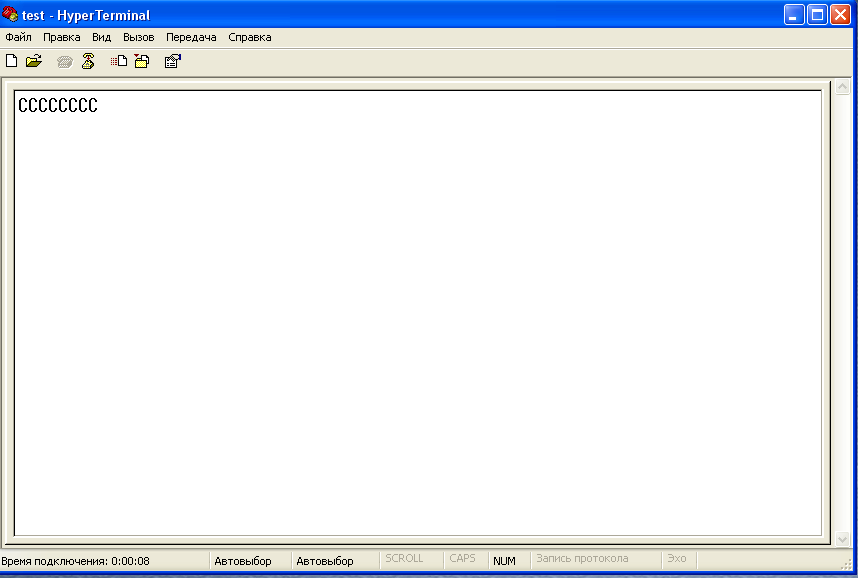 test - HyperTerminal
Файл Правка Вид Вызов Передача Справка
CCCCCCCC
Время подключения: 0:00:08 Автовыбор Автовыбор SCROLL CAPS NUM Запись протокола Эхо